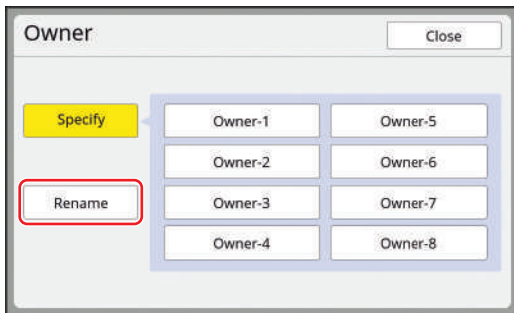 Owner
Close
Specify
Owner-1
Owner-5
Owner-2
Owner-6
Rename
Owner-3
Owner-7
Owner-4
Owner-8